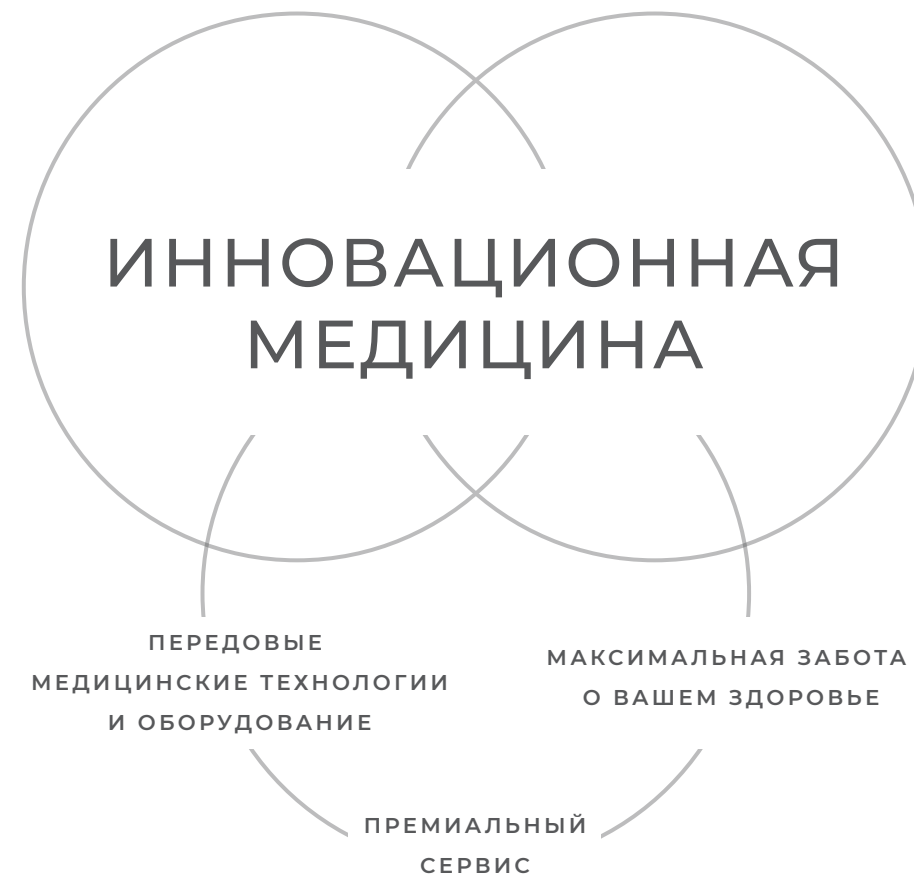 ИННОВАЦИОННАЯ
МЕДИЦИНА
ПЕРЕДОВЫЕ
МЕДИЦИНСКИЕ ТЕХНОЛОГИИ
И ОБОРУДОВАНИЕ
МАКСИМАЛЬНАЯ ЗАБОТА
О ВАШЕМ ЗДОРОВЬЕ
ПРЕМИАЛЬНЫЙ
СЕРВИС